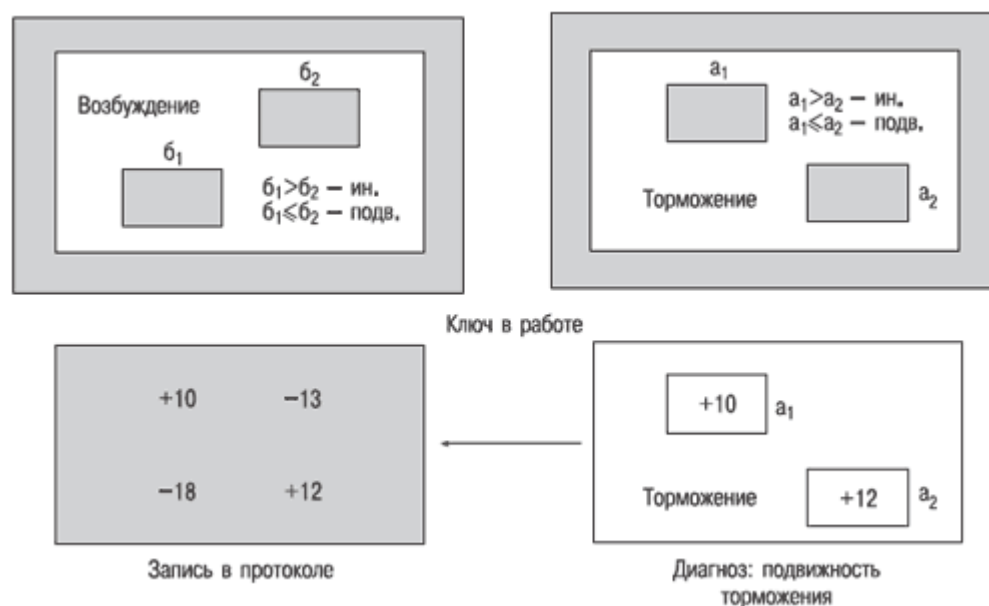 б₂
Возбуждение
б₁
б₁>б₂ – ин.
б₁⩽б₂ – подв.
а₁
а₁>а₂ – ин.
а₁⩽а₂ – подв.
Торможение
а₂
Ключ в работе
+10 –13
–18 +12
Запись в протоколе
+10 а₁
Торможение +12 а₂
Диагноз: подвижность
торможения